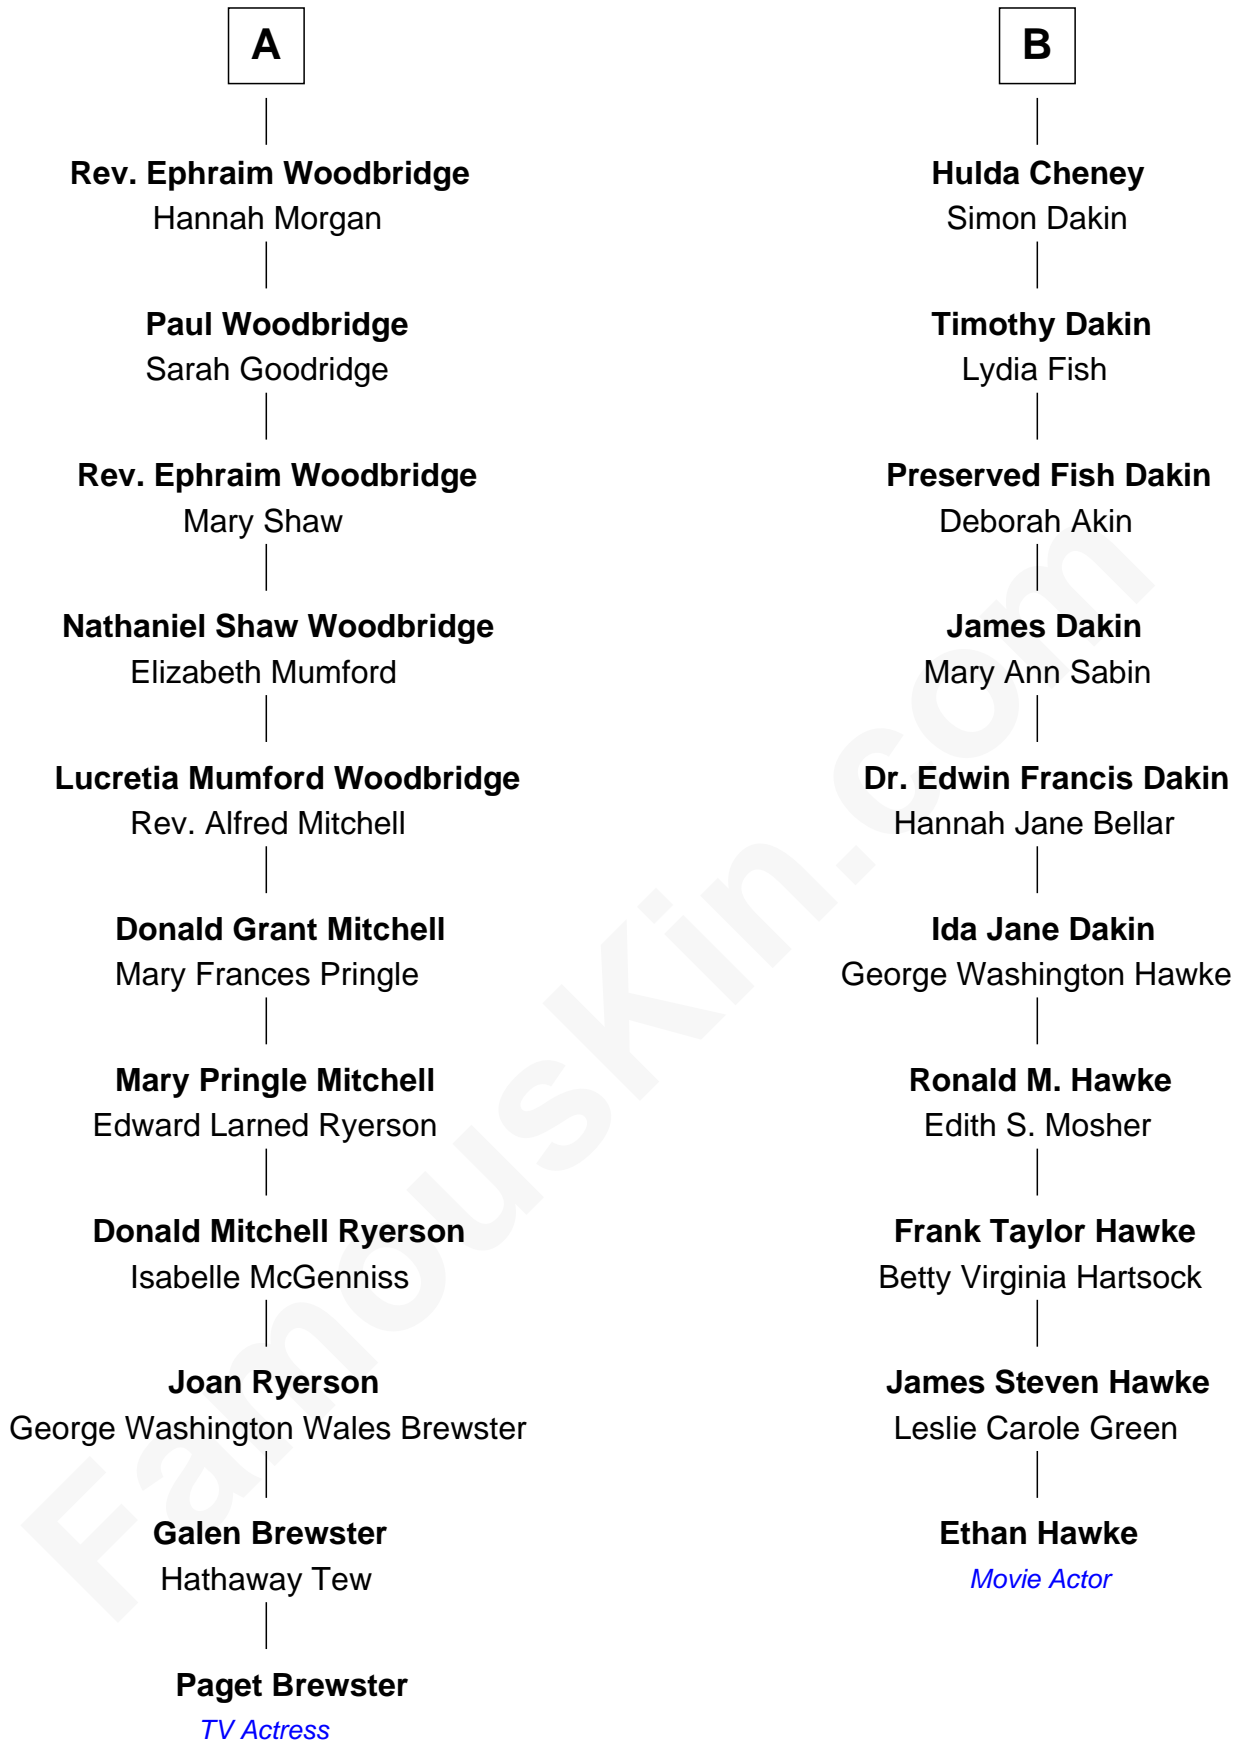 A
Rev. Ephraim Woodbridge
Hannah Morgan
Paul Woodbridge
Sarah Goodridge
Rev. Ephraim Woodbridge
Mary Shaw
Nathaniel Shaw Woodbridge
Elizabeth Mumford
Lucretia Mumford Woodbridge
Rev. Alfred Mitchell
Donald Grant Mitchell
Mary Frances Pringle
Mary Pringle Mitchell
Edward Larned Ryerson
Donald Mitchell Ryerson
Isabelle McGenniss
Joan Ryerson
George Washington Wales Brewster
Galen Brewster
Hathaway Tew
Paget Brewster
TV Actress
B
Hulda Cheney
Simon Dakin
Timothy Dakin
Lydia Fish
Preserved Fish Dakin
Deborah Akin
James Dakin
Mary Ann Sabin
Dr. Edwin Francis Dakin
Hannah Jane Bellar
Ida Jane Dakin
George Washington Hawke
Ronald M. Hawke
Edith S. Mosher
Frank Taylor Hawke
Betty Virginia Hartsock
James Steven Hawke
Leslie Carole Green
Ethan Hawke
Movie Actor
FamousKin.com